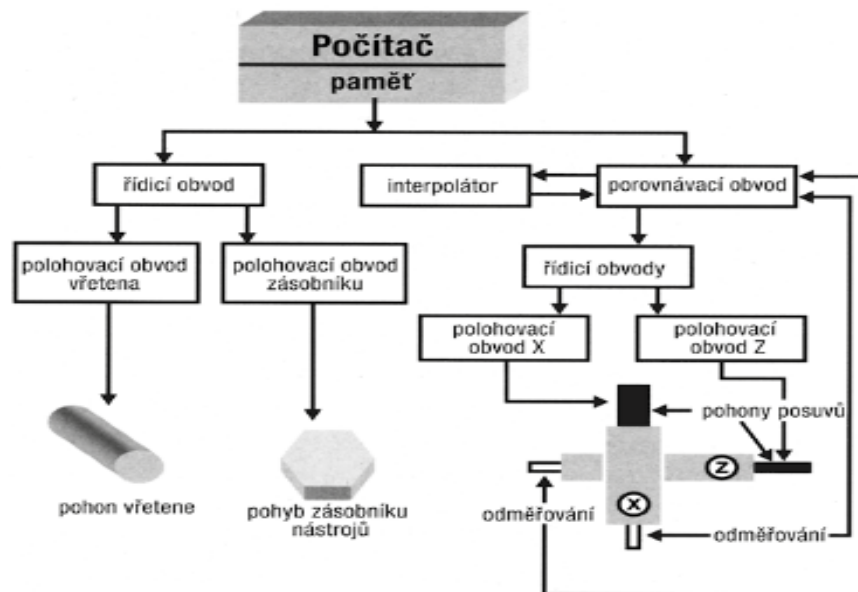 Počítač
paměť
řídicí obvod
interpolátor
porovnávací obvod
polohovací obvod
vřetena
polohovací obvod
zásobníku
řídicí obvody
polohovací
obvod X
polohovací
obvod Z
pohony posuvů
Z
X
pohon vřetene
pohyb zásobníku
nástrojů
odměřování
odměřování